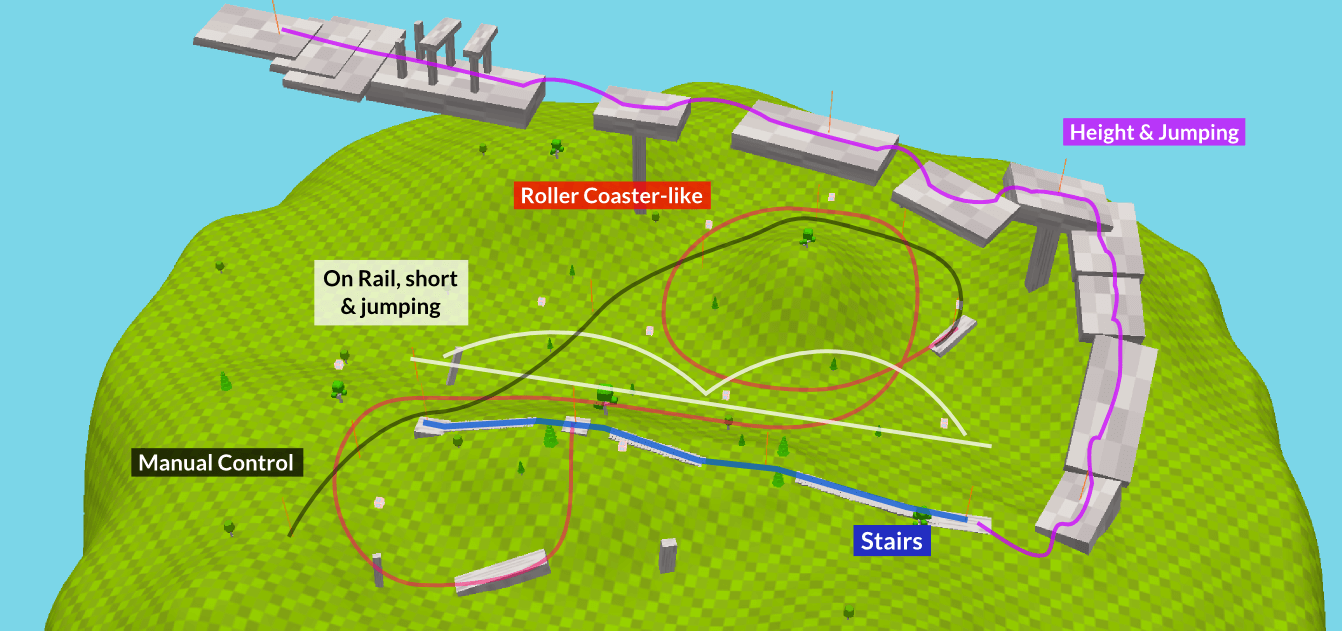 Height & Jumping
Roller Coaster-like
On Rail, short
& jumping
Manual Control
Stairs